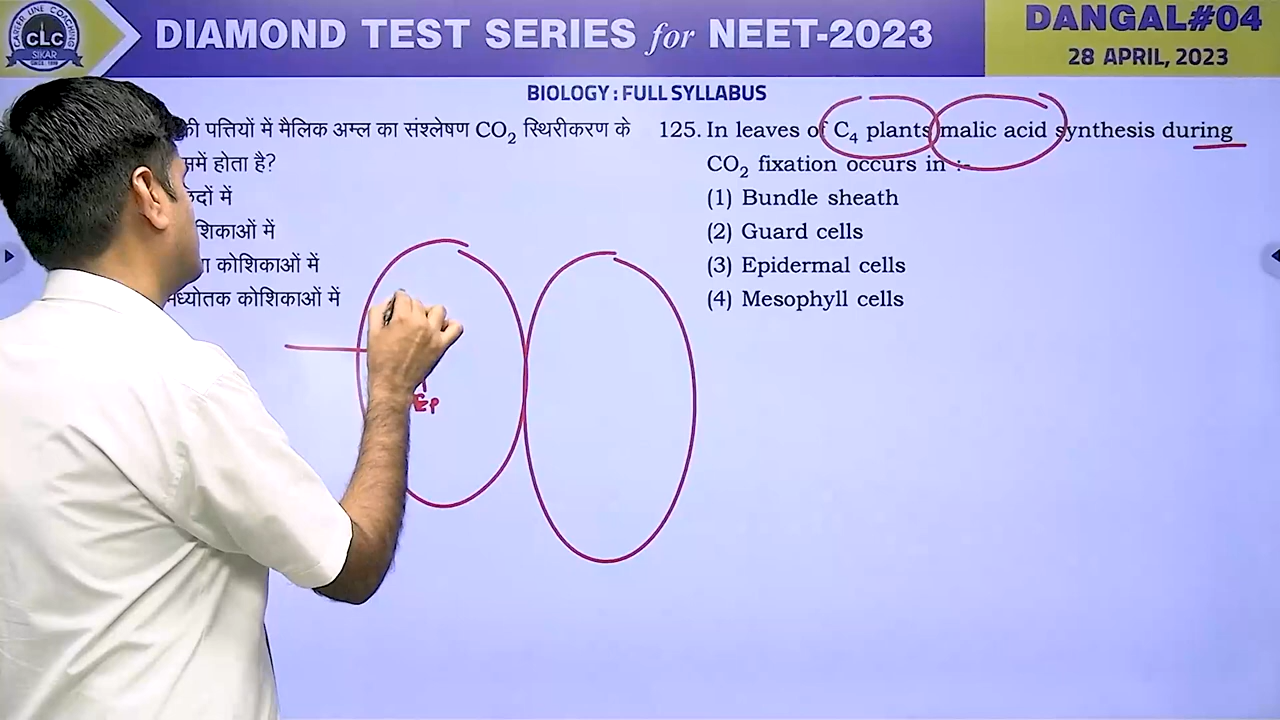 CAREER LINE COACHING
CLC
SIKAR
SINCE : 1996
DIAMOND TEST SERIES for NEET-2023
DANGAL#04
28 APRIL, 2023
BIOLOGY : FULL SYLLABUS
की पत्तियों में मैलिक अम्ल का संश्लेषण CO₂ स्थिरीकरण के
में होता है?
में
कोशिकाओं में
मध्योतक कोशिकाओं में
125. In leaves of C₄ plants malic acid synthesis during
CO₂ fixation occurs in :-
(1) Bundle sheath
(2) Guard cells
(3) Epidermal cells
(4) Mesophyll cells